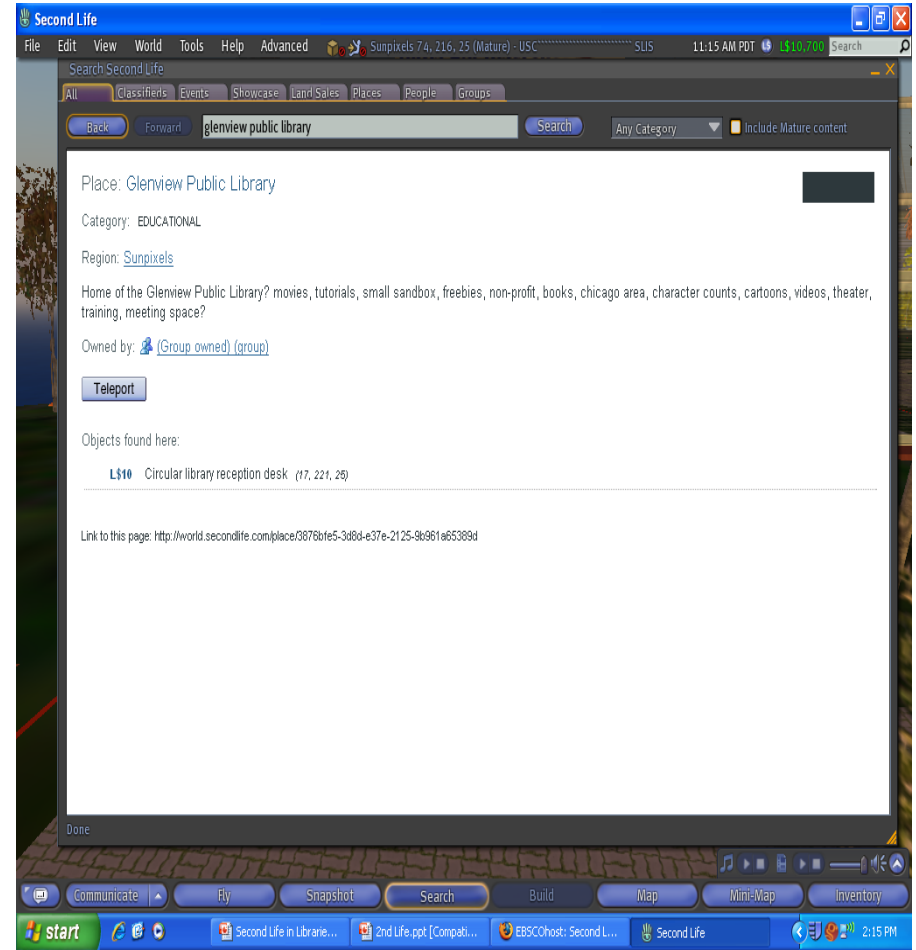 Second Life
File Edit View World Tools Help Advanced Sunpixels 74, 216, 25 (Mature) - USC SLIS 11:15 AM PDT L$10,700 Search
Search Second Life
All Classifieds Events Showcase Land Sales Places People Groups
Back Forward glenview public library Search Any Category Include Mature content
Place: Glenview Public Library
Category: EDUCATIONAL
Region: Sunpixels
Home of the Glenview Public Library? movies, tutorials, small sandbox, freebies, non-profit, books, chicago area, character counts, cartoons, videos, theater,
training, meeting space?
Owned by: (Group owned) (group)
Teleport
Objects found here:
L$10 Circular library reception desk (17, 221, 25)
Link to this page: http://world.secondlife.com/place/3876bfe5-3d8d-e37e-2125-9b961a65389d
Done
Communicate Fly Snapshot Search Build Map Mini-Map Inventory
start Second Life in Librarie... 2nd Life.ppt [Compati... EBSCOhost: Second L... Second Life 2:15 PM